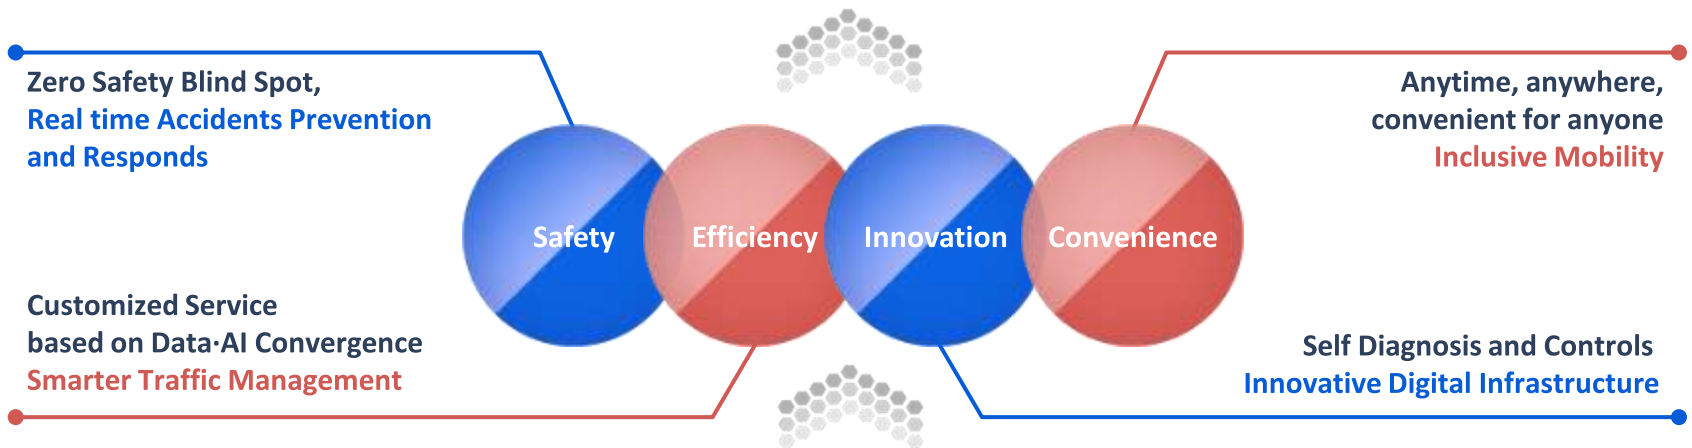 Zero Safety Blind Spot,
Real time Accidents Prevention
and Responds
Anytime, anywhere,
convenient for anyone
Inclusive Mobility
Safety
Efficiency
Innovation
Convenience
Customized Service
based on Data·AI Convergence
Smarter Traffic Management
Self Diagnosis and Controls
Innovative Digital Infrastructure